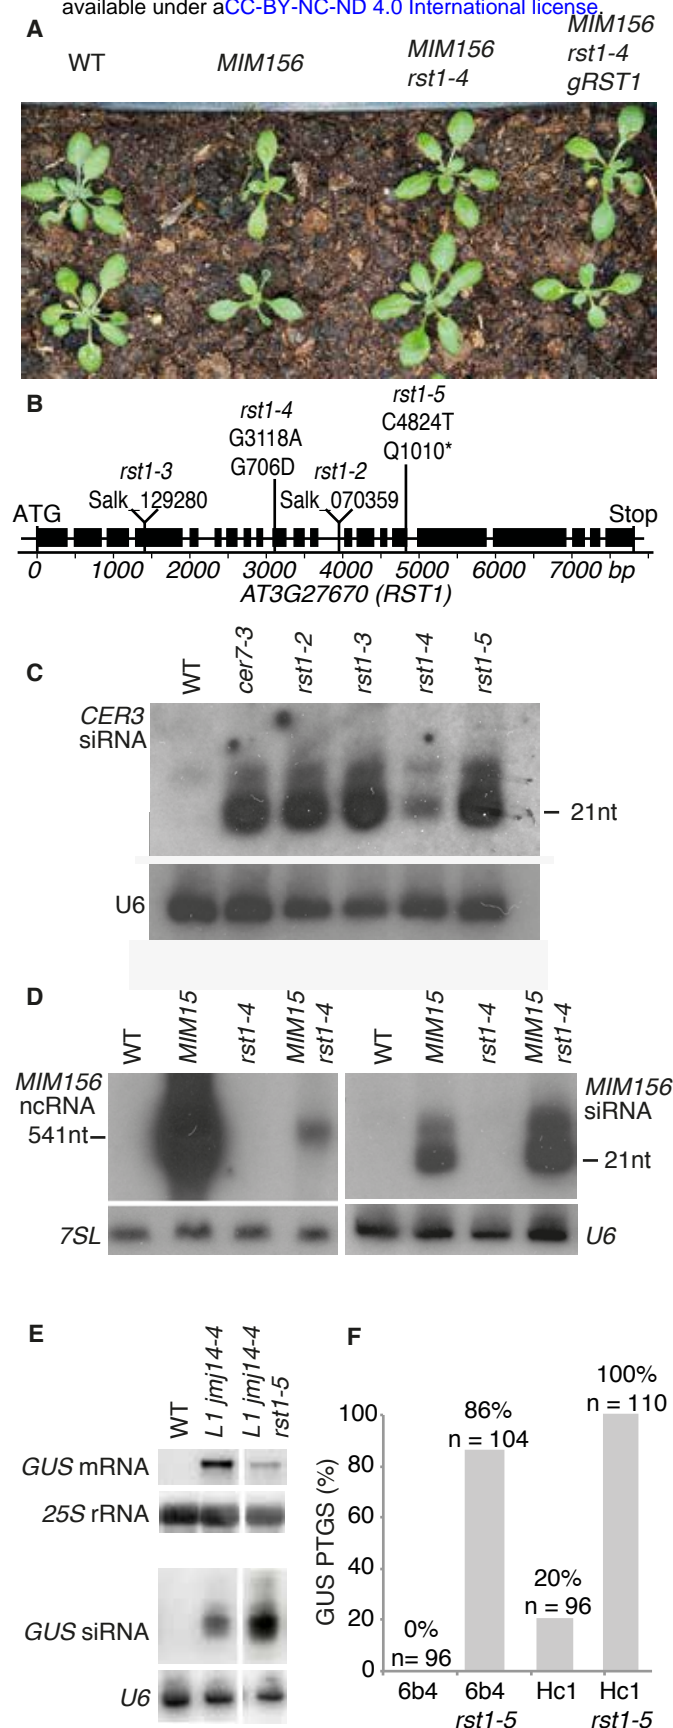 available under aCC-BY-NC-ND 4.0 International license.
A
WT
MIM156
MIM156
rst1-4
MIM156
rst1-4
gRST1
B
rst1-4
G3118A
G706D
rst1-5
C4824T
Q1010*
rst1-3
Salk_129280
rst1-2
Salk_070359
ATG
Stop
0 1000 2000 3000 4000 5000 6000 7000 bp
AT3G27670 (RST1)
C
WT
cer7-3
rst1-2
rst1-3
rst1-4
rst1-5
CER3
siRNA
21nt
U6
D
WT
MIM15
rst1-4
MIM15
rst1-4
WT
MIM15
rst1-4
MIM15
rst1-4
MIM156
ncRNA
541nt
7SL
MIM156
siRNA
21nt
U6
E
WT
L1 jmj14-4
L1 jmj14-4
rst1-5
GUS mRNA
25S rRNA
GUS siRNA
U6
F
GUS PTGS (%)
100
80
60
40
20
0
0%
n= 96
86%
n = 104
20%
n = 96
100%
n = 110
6b4
6b4
rst1-5
Hc1
Hc1
rst1-5